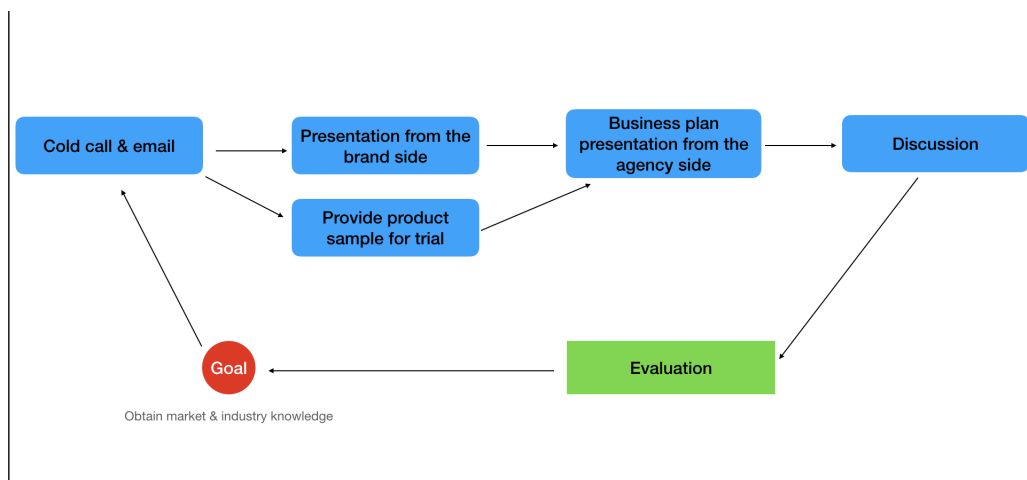 Cold call & email
Presentation from the
brand side
Business plan
presentation from the
agency side
Discussion
Provide product
sample for trial
Goal
Evaluation
Obtain market & industry knowledge